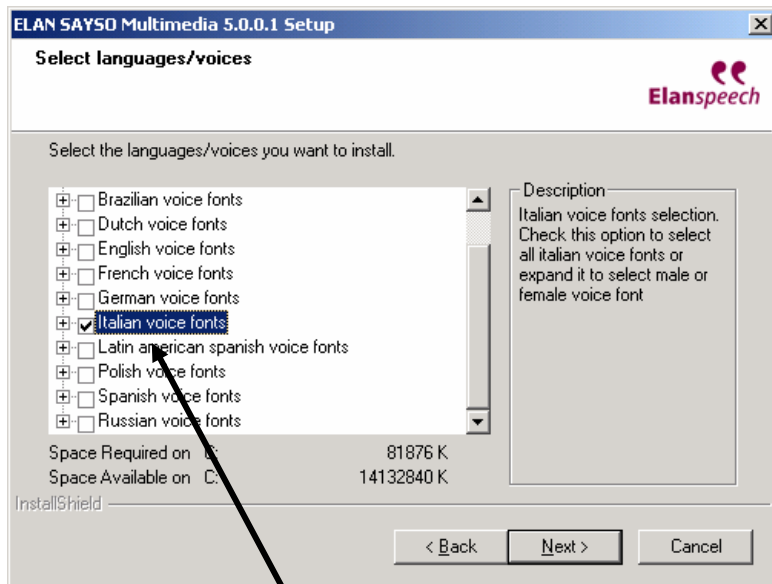 ELAN SAYSO Multimedia 5.0.0.1 Setup
Select languages/voices
Elanspeech
Select the languages/voices you want to install.
Brazilian voice fonts
Dutch voice fonts
English voice fonts
French voice fonts
German voice fonts
Italian voice fonts
Latin american spanish voice fonts
Polish voice fonts
Spanish voice fonts
Russian voice fonts
Description
Italian voice fonts selection.
Check this option to select
all italian voice fonts or
expand it to select male or
female voice font
Space Required on C: 81876 K
Space Available on C: 14132840 K
InstallShield
< Back
Next >
Cancel